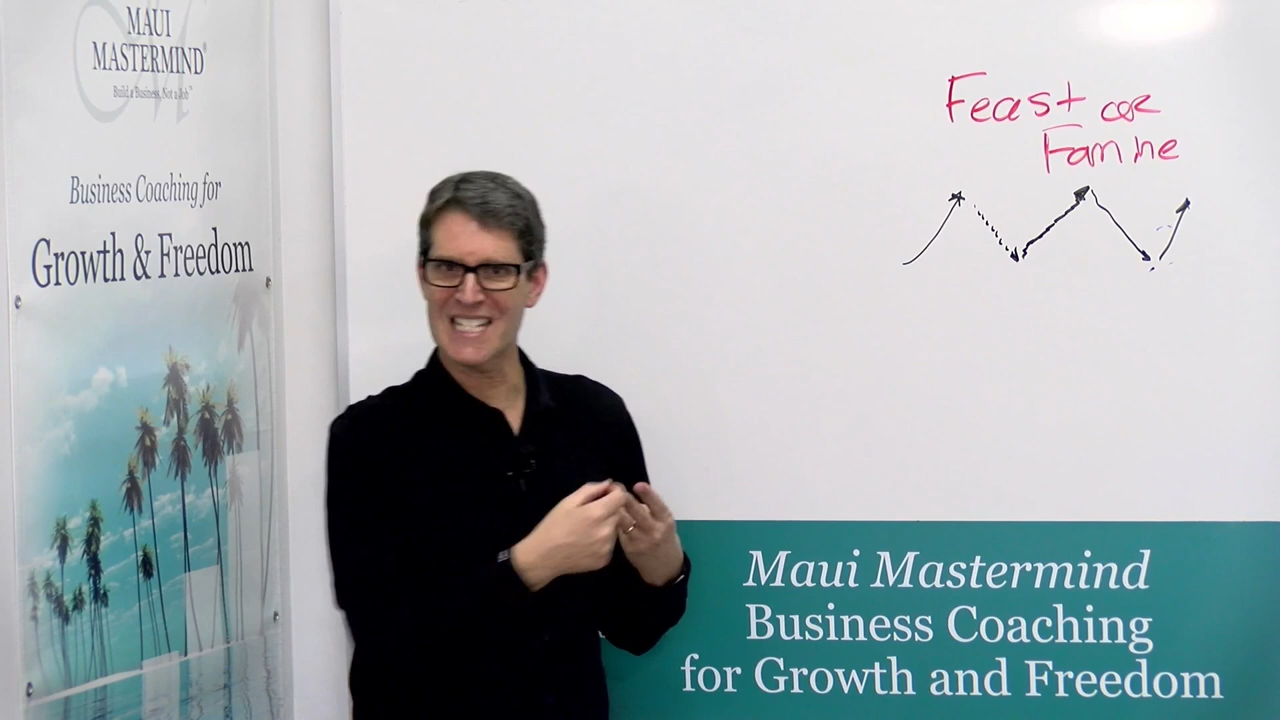 MAUI
MASTERMIND®
Build a Business, Not a Job™
Business Coaching for
Growth & Freedom
Feast or
Famine
Maui Mastermind
Business Coaching
for Growth and Freedom